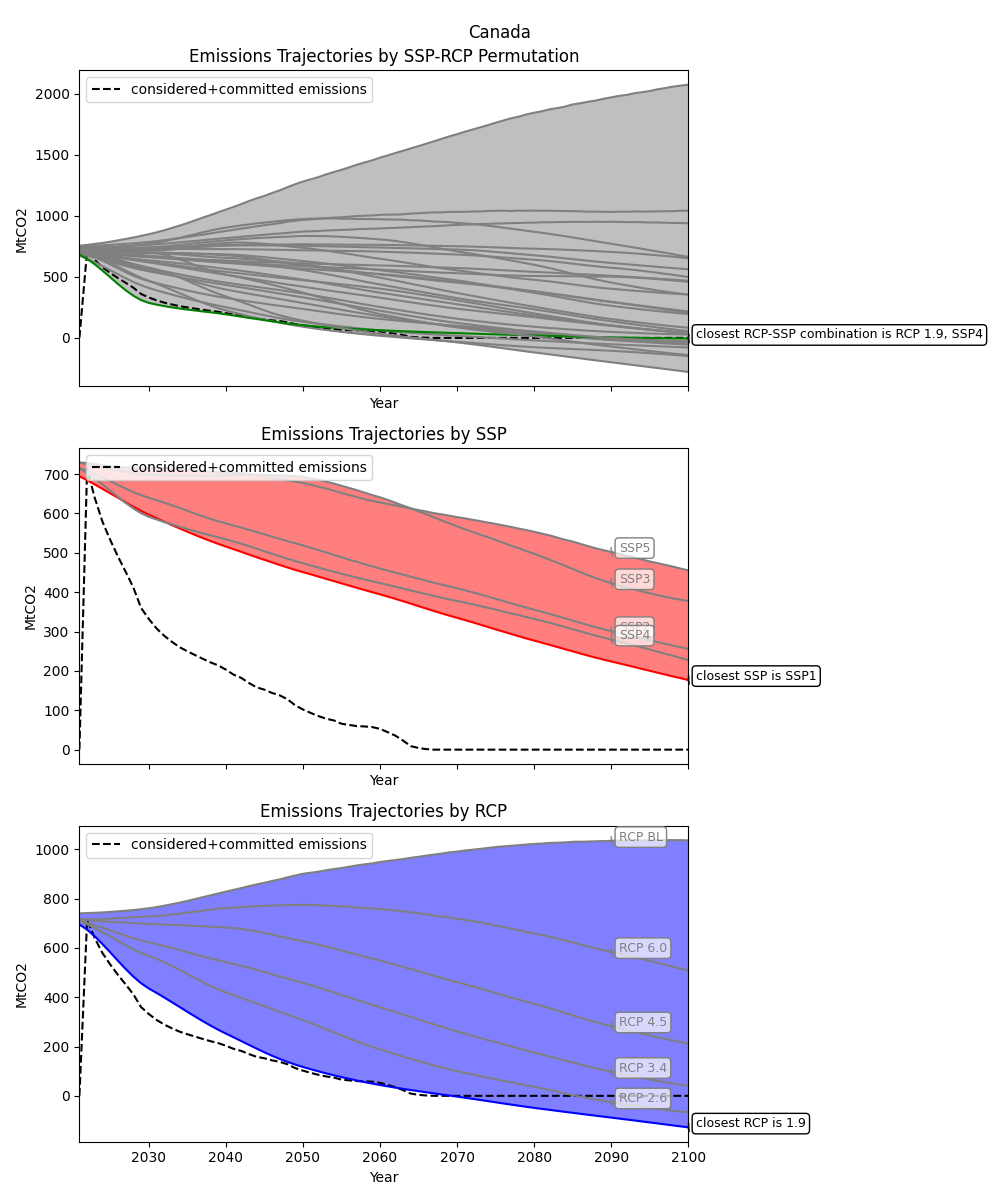 Canada
Emissions Trajectories by SSP-RCP Permutation
considered+committed emissions
2000
1500
1000
500
0
MtCO2
closest RCP-SSP combination is RCP 1.9, SSP4
Year
Emissions Trajectories by SSP
considered+committed emissions
700
600
500
400
300
200
100
0
MtCO2
SSP5
SSP3
SSP4
closest SSP is SSP1
Year
Emissions Trajectories by RCP
considered+committed emissions
1000
800
600
400
200
0
MtCO2
RCP BL
RCP 6.0
RCP 4.5
RCP 3.4
RCP 2.6
closest RCP is 1.9
2030 2040 2050 2060 2070 2080 2090 2100
Year